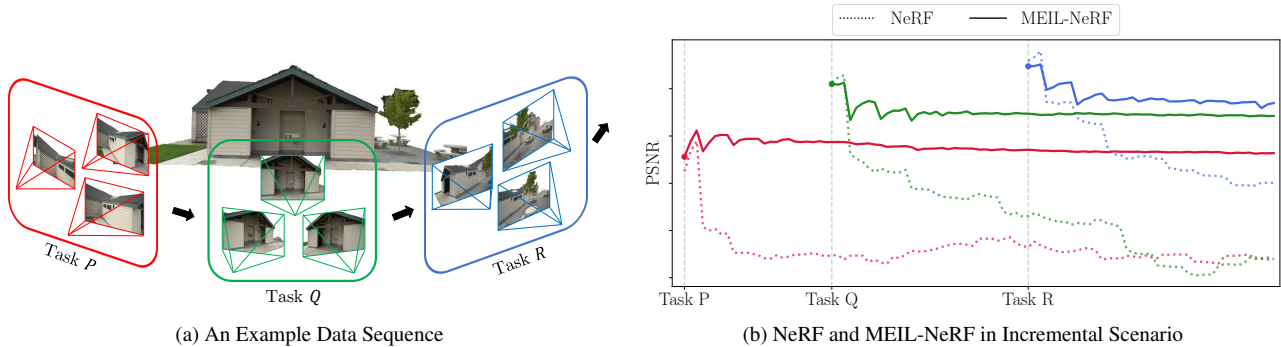 Task P
Task Q
Task R
(a) An Example Data Sequence
NeRF MEIL-NeRF
PSNR
Task P Task Q Task R
(b) NeRF and MEIL-NeRF in Incremental Scenario